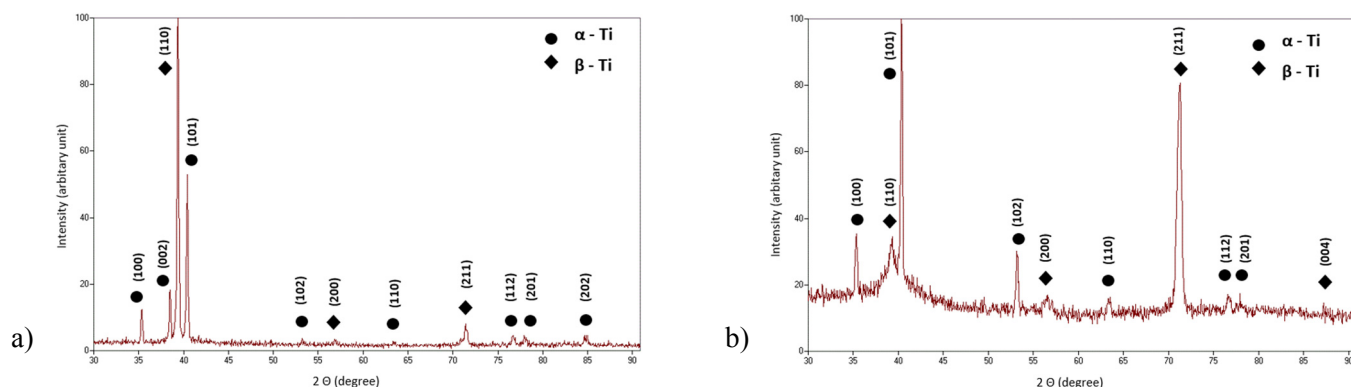 a)
Intensity (arbitary unit)
100
80
60
40
20
0
(100)
(002)
(110)
(101)
(102)
(200)
(110)
(211)
(112)
(201)
(202)
α - Ti
β - Ti
30 35 40 45 50 55 60 65 70 75 80 85 90
2 Θ (degree)
b)
Intensity (arbitary unit)
100
80
60
40
20
0
(100)
(110)
(101)
(102)
(200)
(110)
(211)
(112)
(201)
(004)
α - Ti
β - Ti
30 35 40 45 50 55 60 65 70 75 80 85 90
2 Θ (degree)